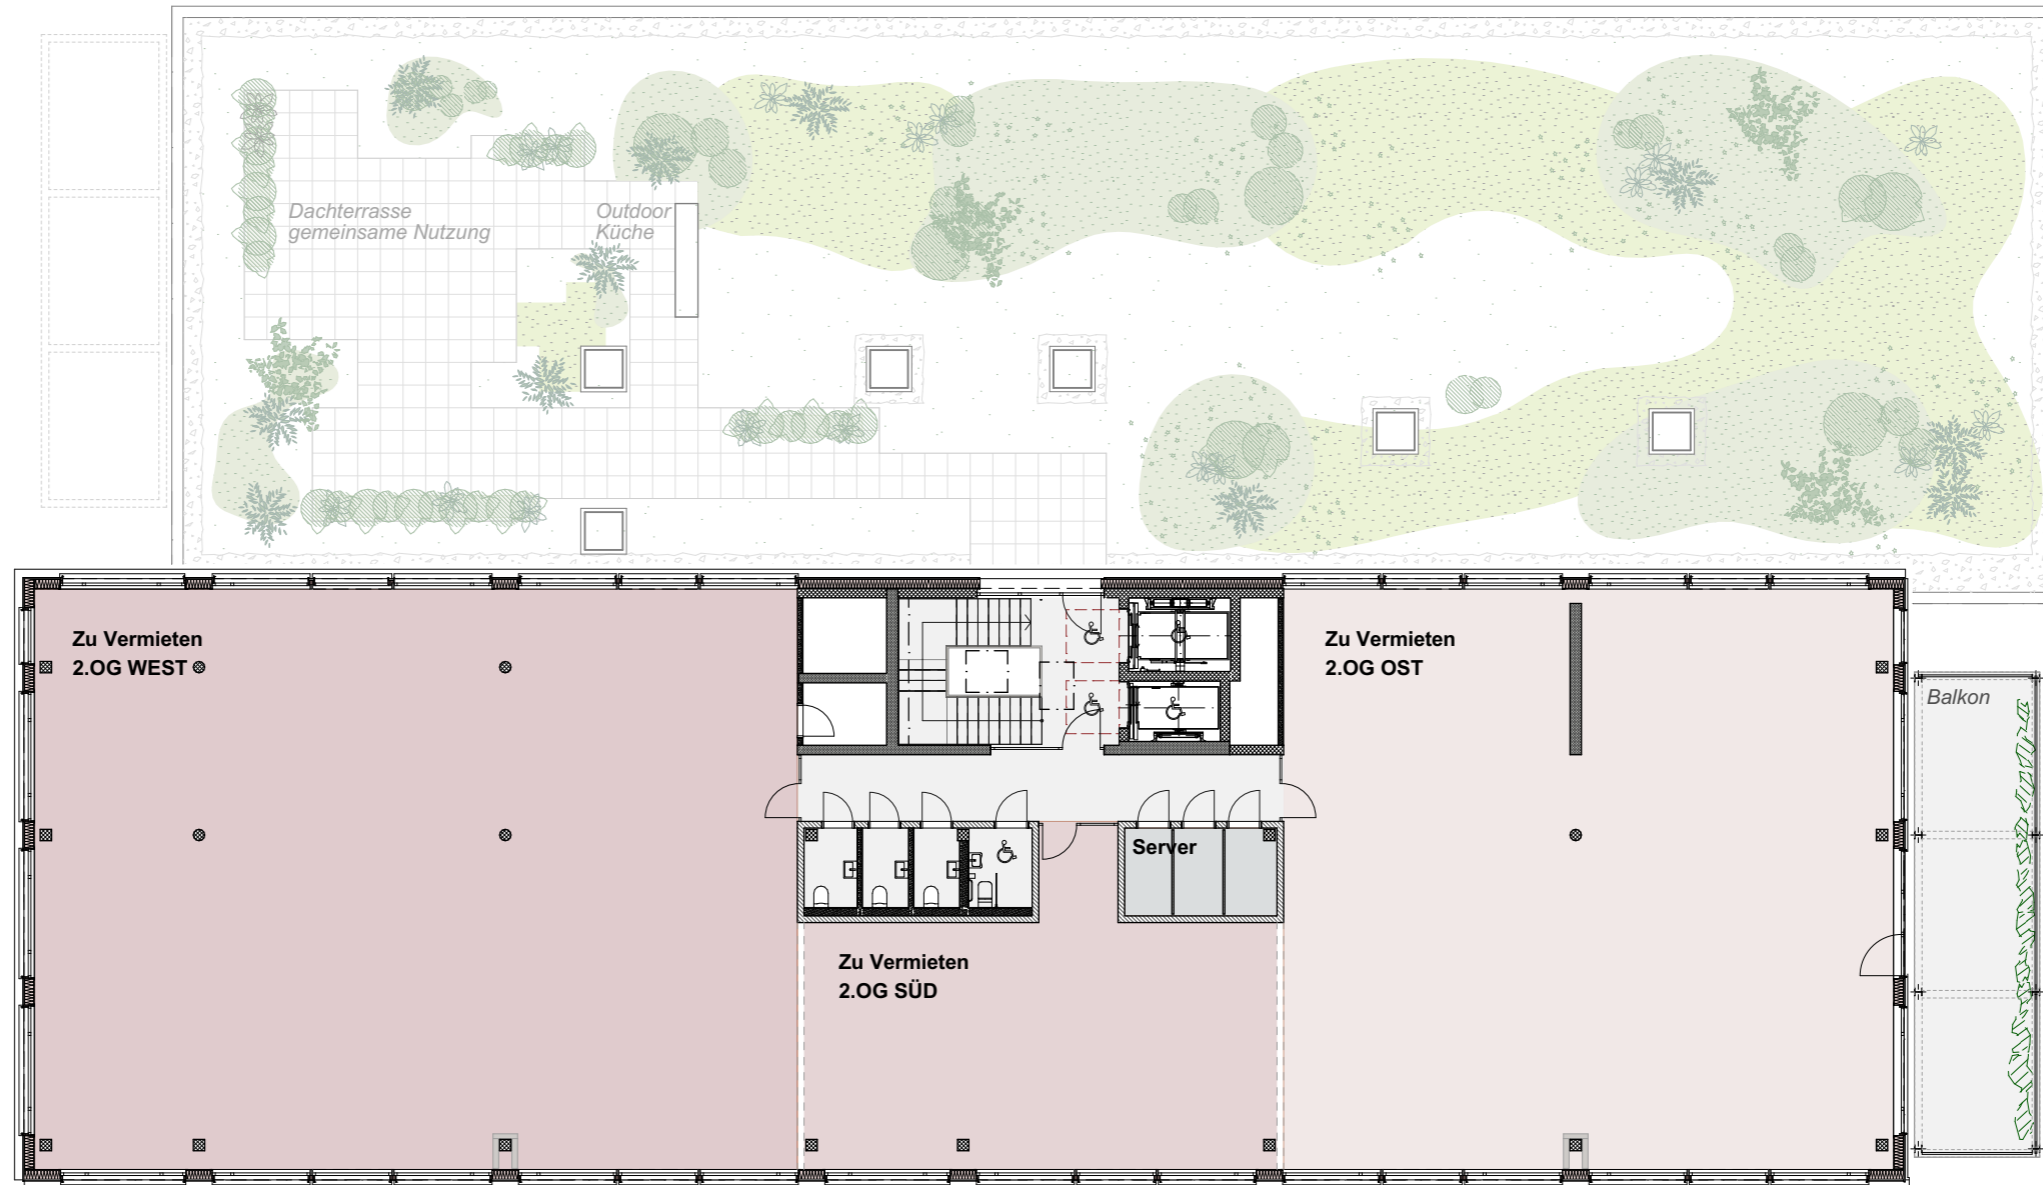 Dachterrasse
gemeinsame Nutzung
Outdoor
Küche
Zu Vermieten
2.OG WEST
Zu Vermieten
2.OG OST
Balkon
Server
Zu Vermieten
2.OG SÜD